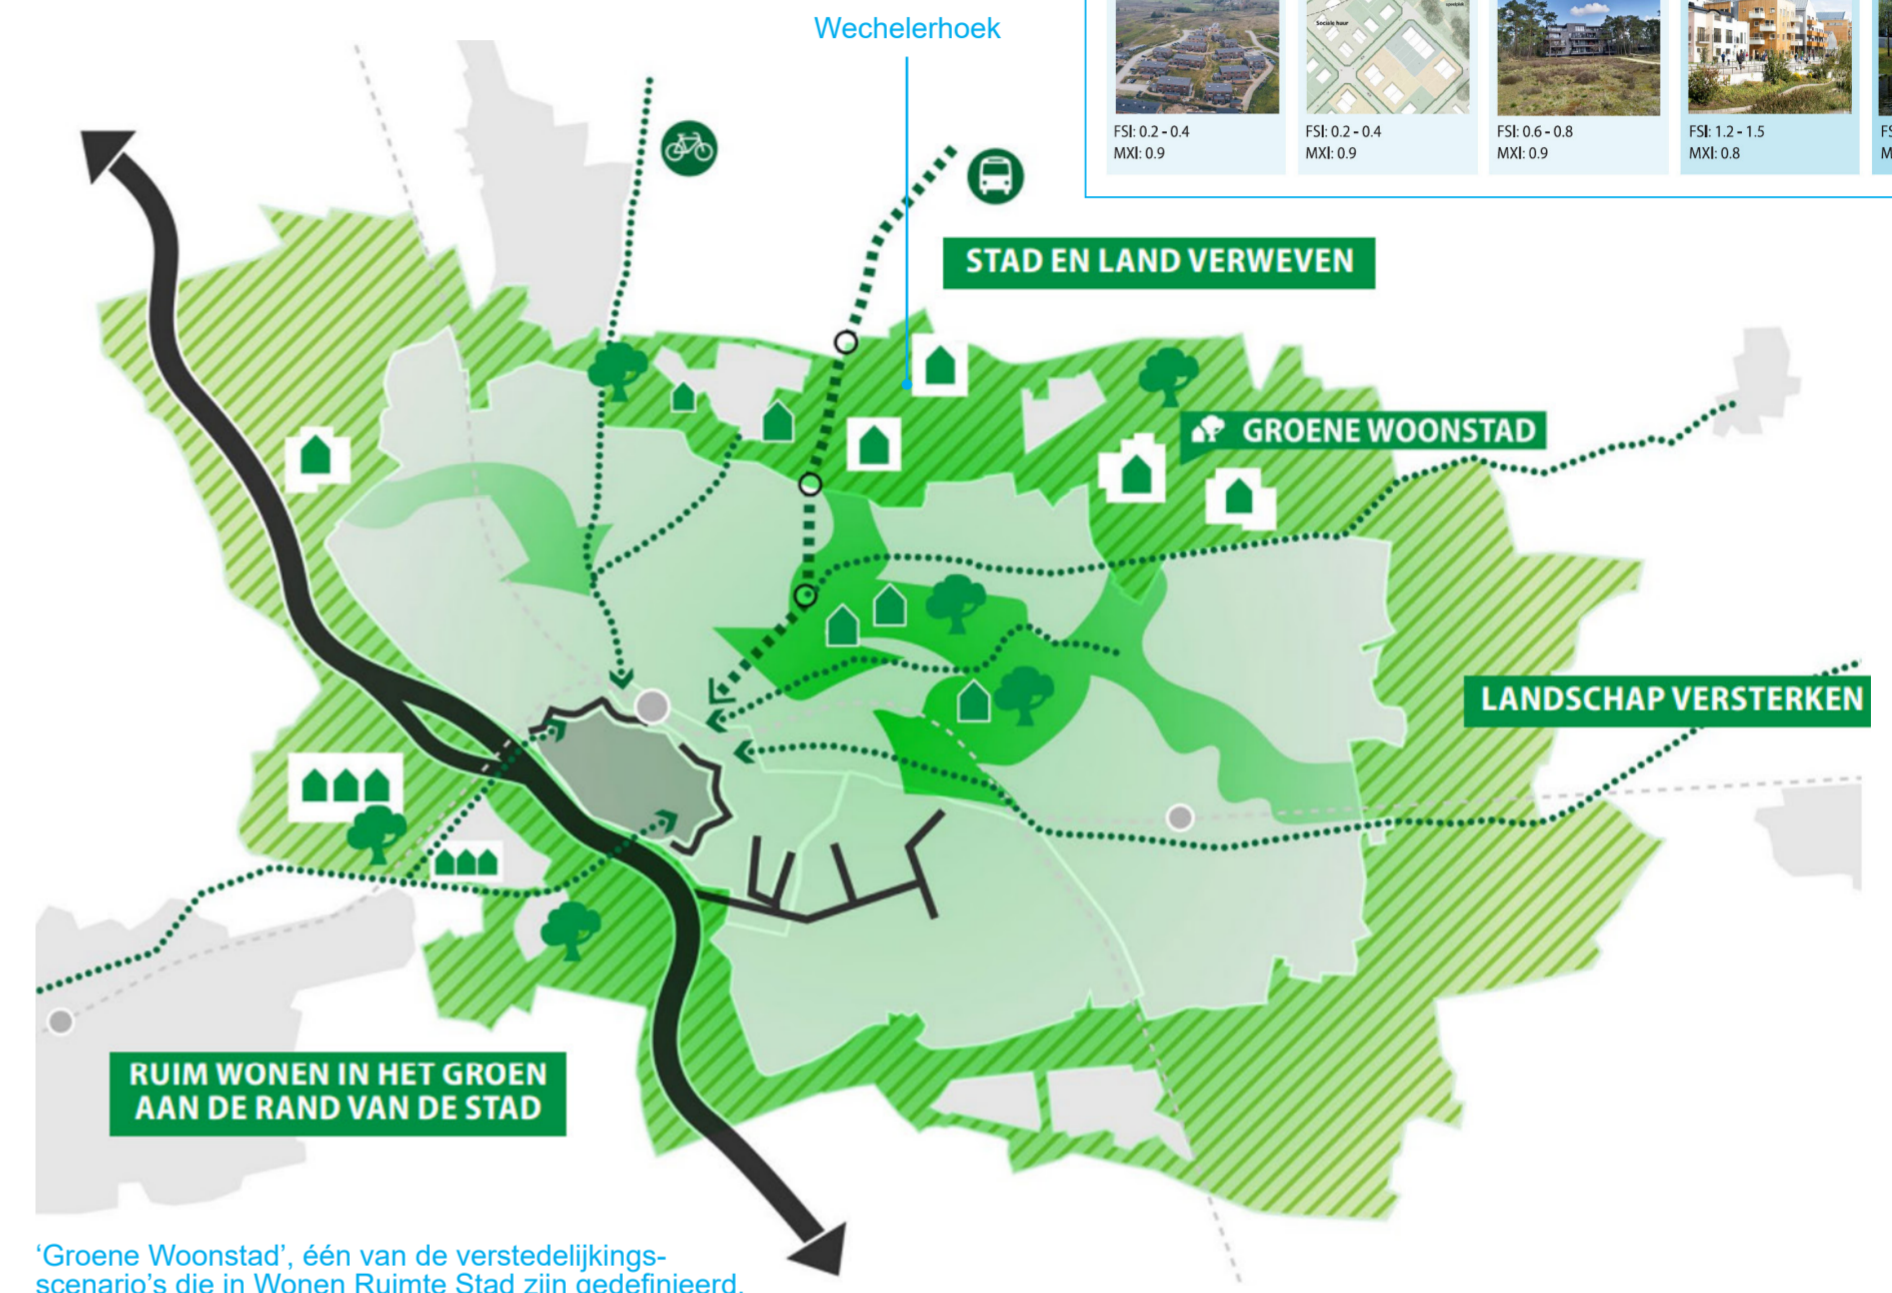 Wechelerhoek
Sociale huur
FSI: 0.2 - 0.4
MXI: 0.9
FSI: 0.2 - 0.4
MXI: 0.9
FSI: 0.6 - 0.8
MXI: 0.9
FSI: 1.2 - 1.5
MXI: 0.8
STAD EN LAND VERWEVEN
GROENE WOONSTAD
LANDSCHAP VERSTERKEN
RUIM WONEN IN HET GROEN
AAN DE RAND VAN DE STAD
‘Groene Woonstad’, één van de verstedelijkings-
scenario’s die in Wonen Ruimte Stad zijn gedefinieerd.